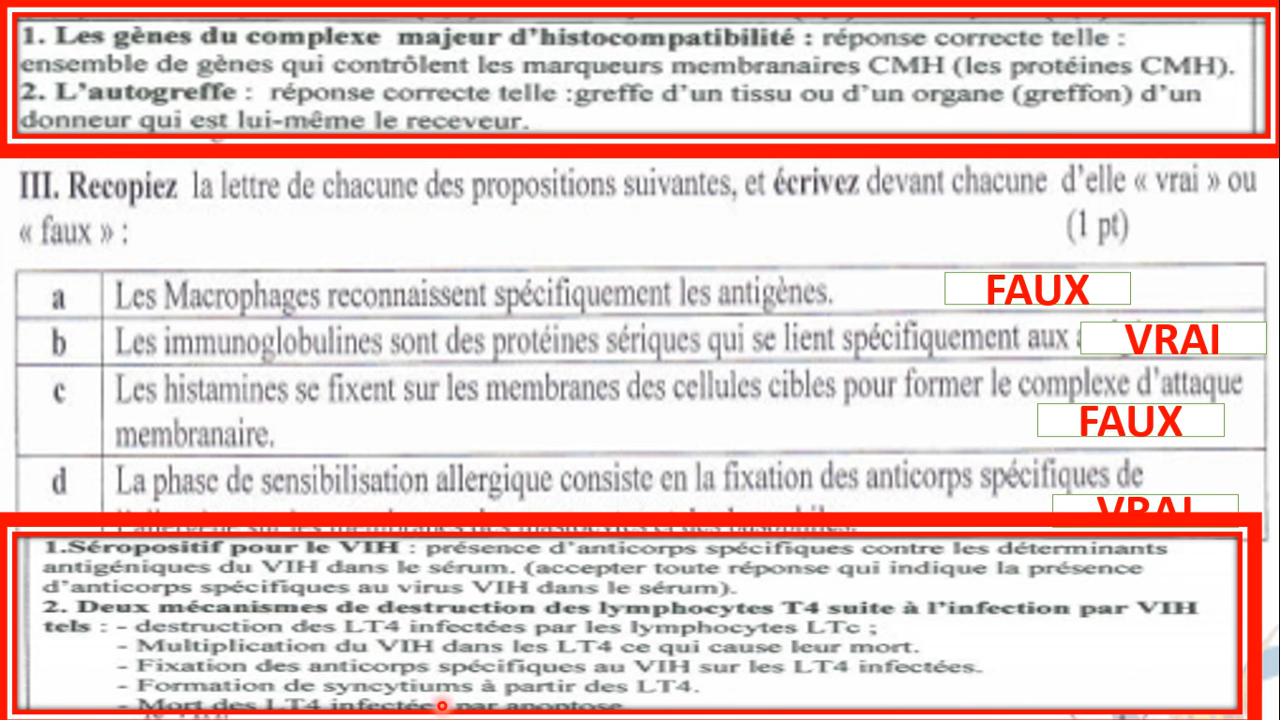 1. Les gènes du complexe majeur d'histocompatibilité : réponse correcte telle :
ensemble de gènes qui contrôlent les marqueurs membranaires CMH (les protéines CMH).
2. L'autogreffe : réponse correcte telle :greffe d'un tissu ou d'un organe (greffon) d'un
donneur qui est lui-même le receveur.
III. Recopiez la lettre de chacune des propositions suivantes, et écrivez devant chacune d'elle « vrai » ou
« faux » : (1 pt)
a Les Macrophages reconnaissent spécifiquement les antigènes. FAUX
b Les immunoglobulines sont des protéines sériques qui se lient spécifiquement aux VRAI
c Les histamines se fixent sur les membranes des cellules cibles pour former le complexe d'attaque
membranaire. FAUX
d La phase de sensibilisation allergique consiste en la fixation des anticorps spécifiques de
VRAI
1.Séropositif pour le VIH : présence d'anticorps spécifiques contre les déterminants
antigéniques du VIH dans le sérum. (accepter toute réponse qui indique la présence
d'anticorps spécifiques au virus VIH dans le sérum).
2. Deux mécanismes de destruction des lymphocytes T4 suite à l'infection par VIH
tels : - destruction des LT4 infectées par les lymphocytes LTc ;
- Multiplication du VIH dans les LT4 ce qui cause leur mort.
- Fixation des anticorps spécifiques au VIH sur les LT4 infectées.
- Formation de syncytiums à partir des LT4.
- Mort des LT4 infectées par apoptose